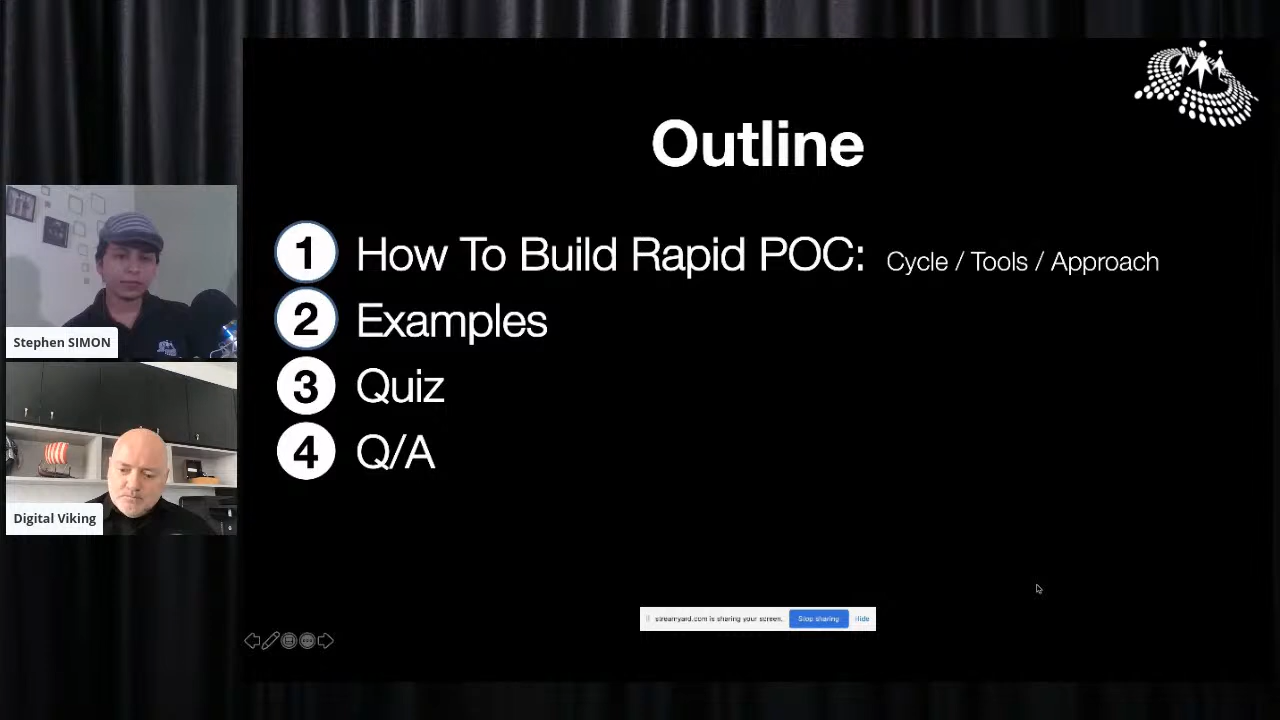 Outline
1 How To Build Rapid POC: Cycle / Tools / Approach
2 Examples
3 Quiz
4 Q/A
Stephen SIMON
Digital Viking
streamyard.com is sharing your screen. Stop sharing Hide